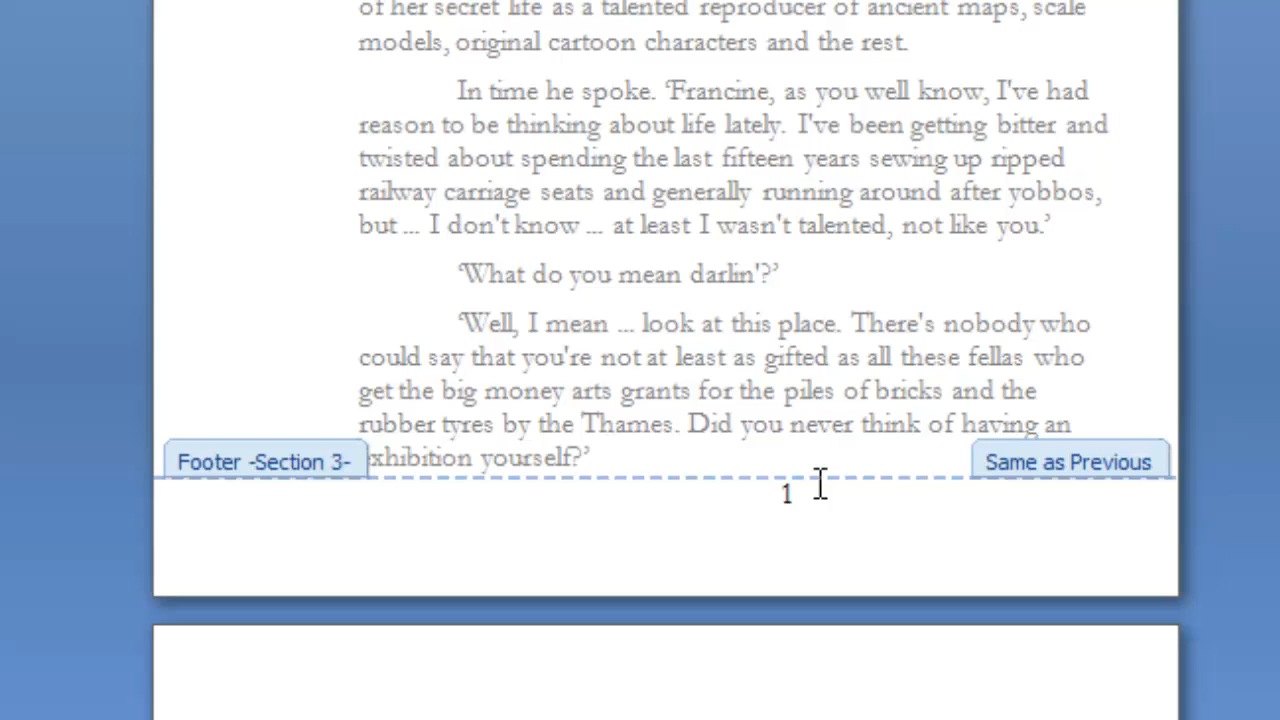 of her secret life as a talented reproducer of ancient maps, scale
models, original cartoon characters and the rest.
In time he spoke. 'Francine, as you well know, I've had
reason to be thinking about life lately. I've been getting bitter and
twisted about spending the last fifteen years sewing up ripped
railway carriage seats and generally running around after yobbos,
but ... I don't know ... at least I wasn't talented, not like you.’
‘What do you mean darlin'?’
‘Well, I mean ... look at this place. There's nobody who
could say that you're not at least as gifted as all these fellas who
get the big money arts grants for the piles of bricks and the
rubber tyres by the Thames. Did you never think of having an
exhibition yourself?’
Footer -Section 3-
Same as Previous
1